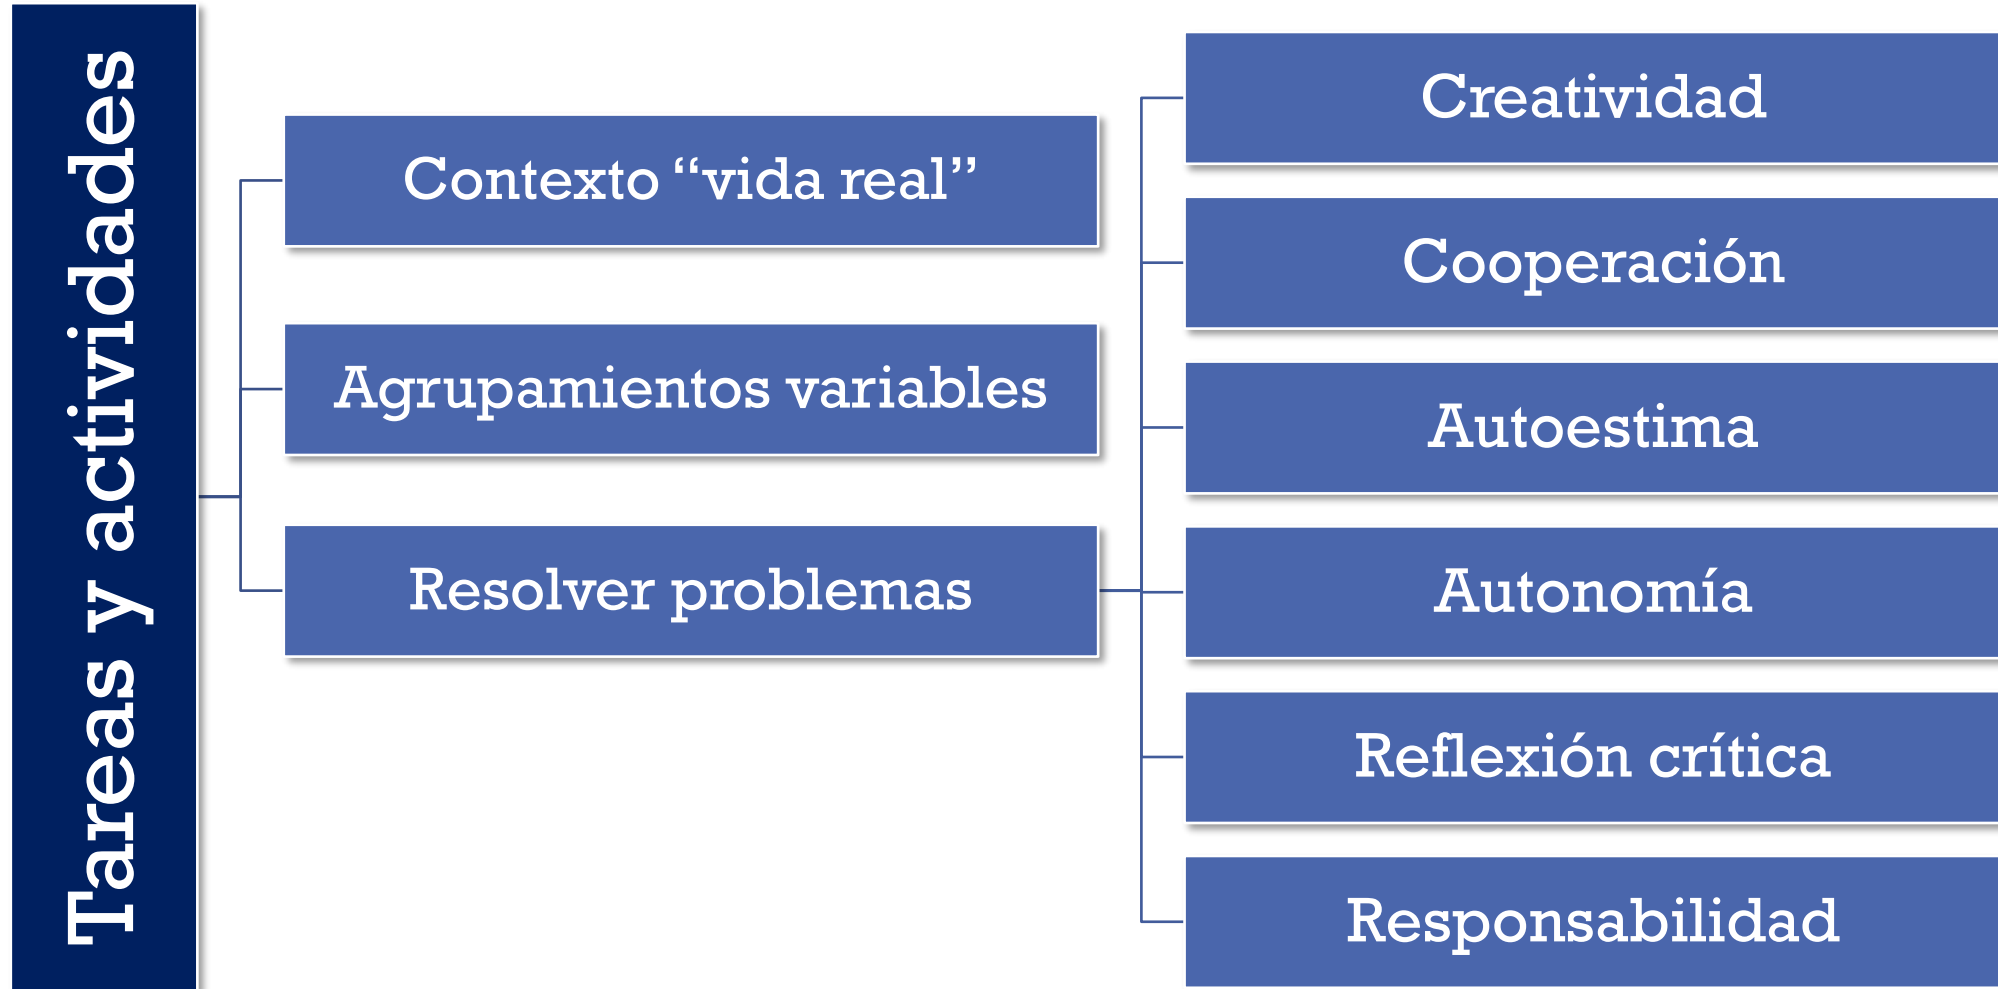 Tareas y actividades
Contexto “vida real”
Agrupamientos variables
Resolver problemas
Creatividad
Cooperación
Autoestima
Autonomía
Reflexión crítica
Responsabilidad